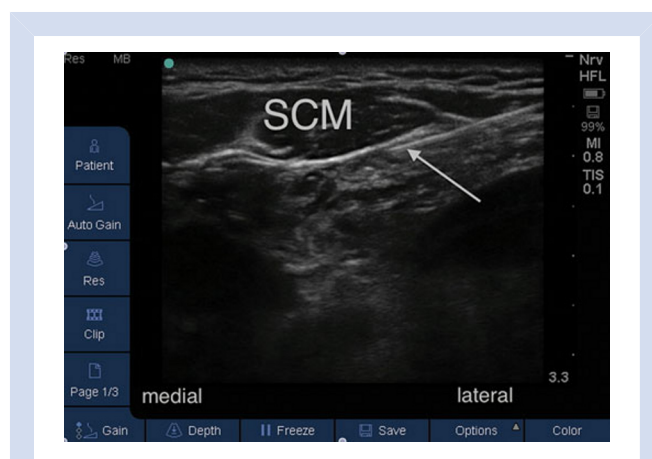 Res MB
Nrv
HFL
SCM
99%
MI
0.8
TIS
0.1
Patient
Auto Gain
Res
Clip
Page 1/3
3.3
medial lateral
Gain Depth Freeze Save Options Color